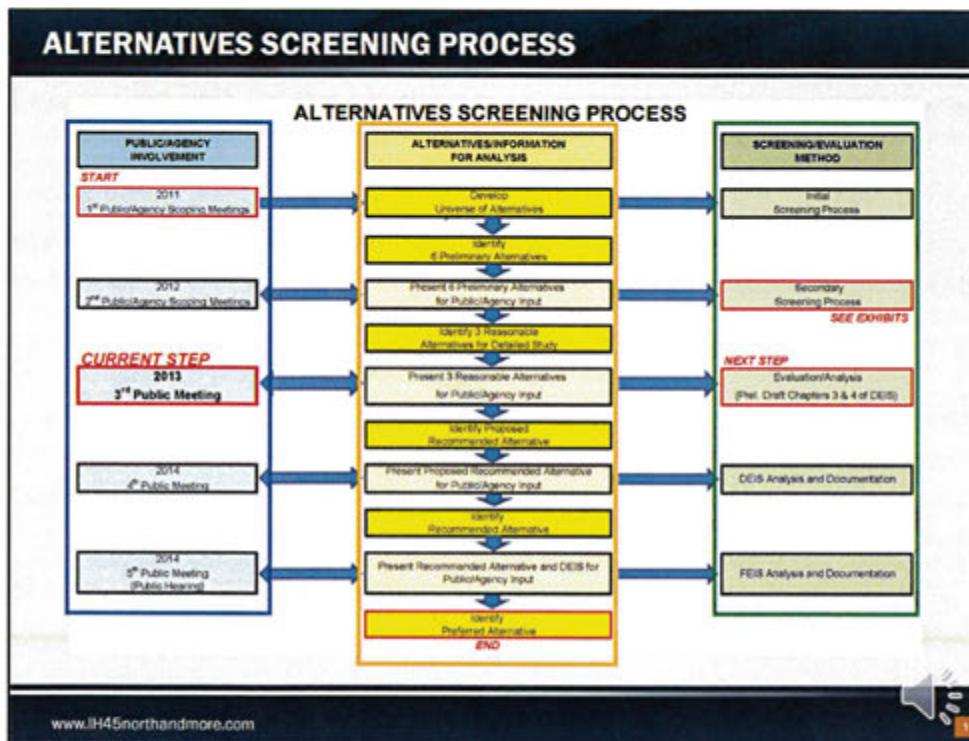 ALTERNATIVES SCREENING PROCESS
ALTERNATIVES SCREENING PROCESS
PUBLIC/AGENCY
INVOLVEMENT
START
2011
1st Public/Agency Scoping Meetings
2012
2nd Public/Agency Scoping Meetings
CURRENT STEP
2013
3rd Public Meeting
2014
4th Public Meeting
2014
5th Public Meeting
(Public Hearing)
ALTERNATIVES/INFORMATION
FOR ANALYSIS
Develop
Universe of Alternatives
Identify
6 Preliminary Alternatives
Present 6 Preliminary Alternatives
for Public/Agency Input
Identify 3 Reasonable
Alternatives for Detailed Study
Present 3 Reasonable Alternatives
for Public/Agency Input
Identify Proposed
Recommended Alternative
Present Proposed Recommended Alternative
for Public/Agency Input
Identify
Recommended Alternative
Present Recommended Alternative and DEIS for
Public/Agency Input
Identify
Preferred Alternative
END
SCREENING/EVALUATION
METHOD
Initial
Screening Process
Secondary
Screening Process
SEE EXHIBITS
NEXT STEP
Evaluation/Analysis
(Prel. Draft Chapters 3 & 4 of DEIS)
DEIS Analysis and Documentation
FEIS Analysis and Documentation
www.IH45northandmore.com